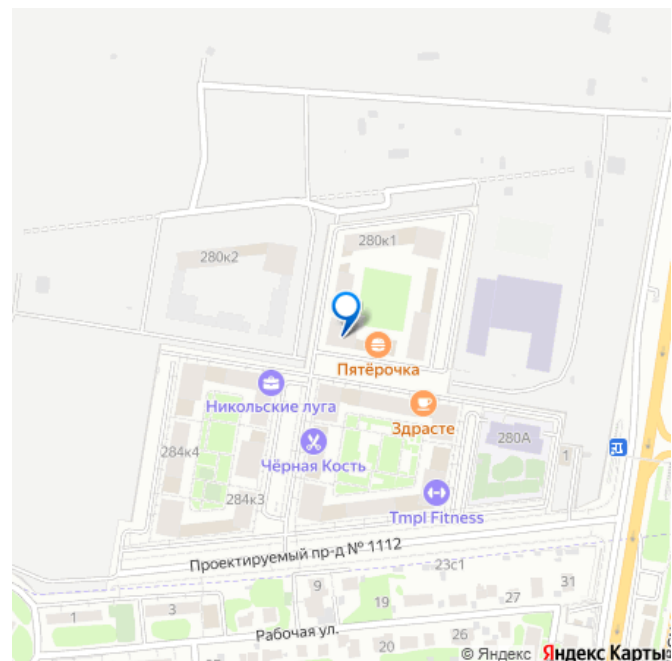 280к1
280к2
Пятёрочка
Никольские луга
Здрасте
280А
284к4
Чёрная Кость
1
284к3
Tmpl Fitness
Проектируемый пр-д № 1112
23с1
9
31
1
3
19
27
Рабочая ул.
26
20
© Яндекс Яндекс Карты